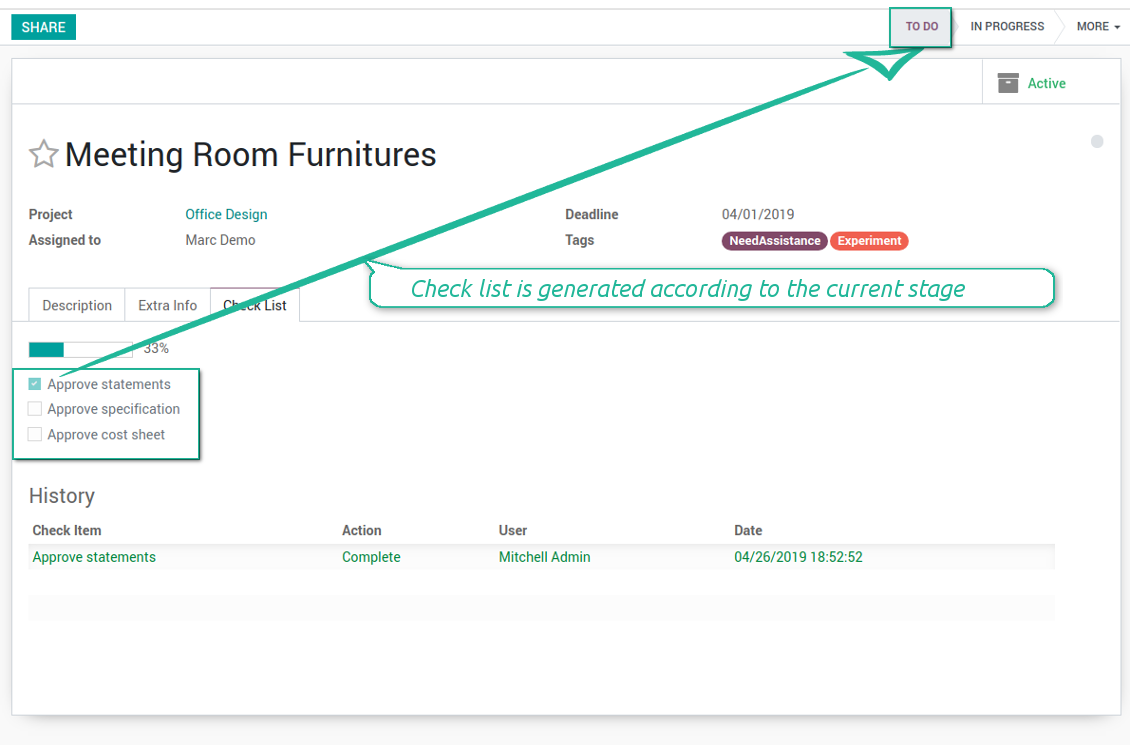 SHARE
TO DO
IN PROGRESS
MORE
Active
Meeting Room Furnitures
Project Office Design Deadline 04/01/2019
Assigned to Marc Demo Tags NeedAssistance Experiment
Check list is generated according to the current stage
Description Extra Info Check List
33%
Approve statements
Approve specification
Approve cost sheet
History
Check Item Action User Date
Approve statements Complete Mitchell Admin 04/26/2019 18:52:52